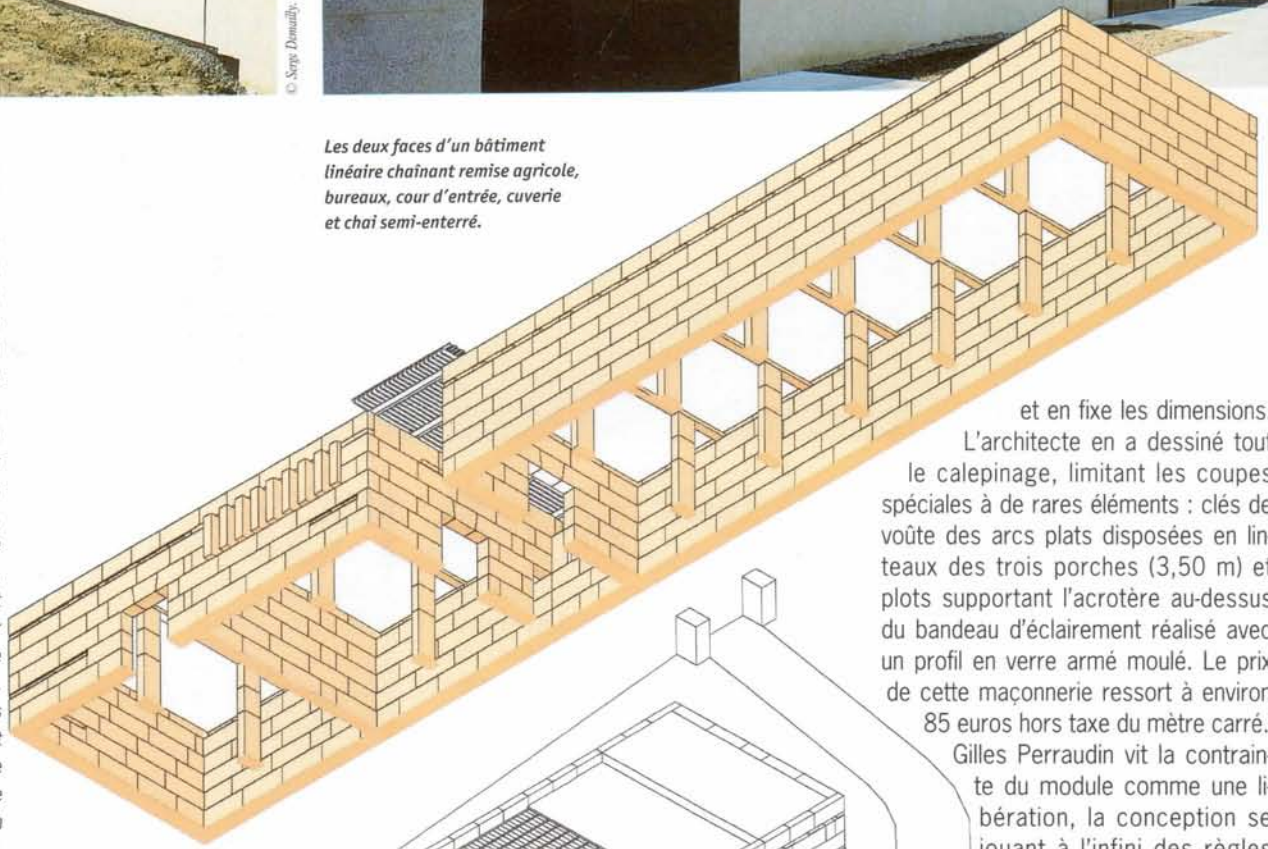 © Serge Demailly.
Les deux faces d'un bâtiment
linéaire chaînant remise agricole,
bureaux, cour d'entrée, cuverie
et chai semi-enterré.
et en fixe les dimensions.
L'architecte en a dessiné tout
le calepinage, limitant les coupes
spéciales à de rares éléments : clés de
voûte des arcs plats disposées en lin-
teaux des trois porches (3,50 m) et
plots supportant l'acrotère au-dessus
du bandeau d'éclairement réalisé avec
un profil en verre armé moulé. Le prix
de cette maçonnerie ressort à environ
85 euros hors taxe du mètre carré.
Gilles Perraudin vit la contrain-
te du module comme une li-
bération, la conception se
jouant à l'infini des règles